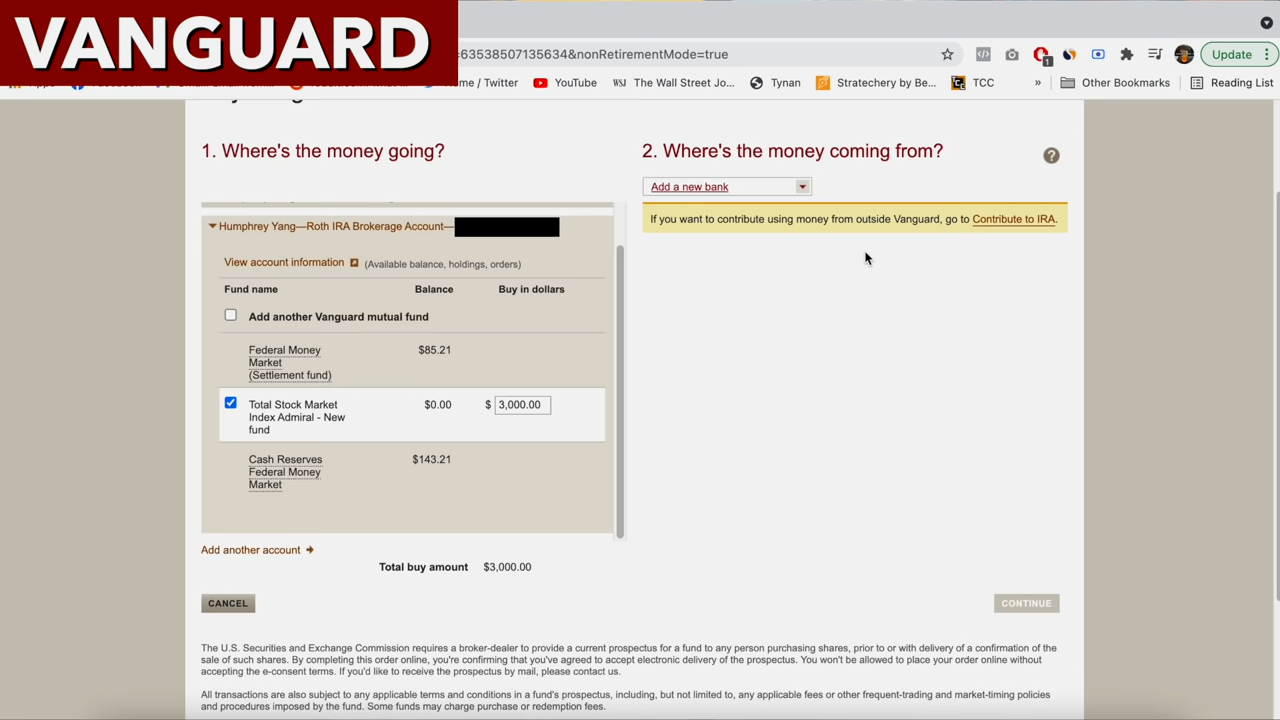 VANGUARD
=63538507135634&nonRetirementMode=true
Update
1
Home / Twitter
YouTube
WSJ The Wall Street Jo...
Tynan
Stratechery by Be...
TCC
»
Other Bookmarks
Reading List
1. Where's the money going?
2. Where's the money coming from?
?
Add a new bank
If you want to contribute using money from outside Vanguard, go to Contribute to IRA.
Humphrey Yang—Roth IRA Brokerage Account—
View account information (Available balance, holdings, orders)
Fund name Balance Buy in dollars
Add another Vanguard mutual fund
Federal Money $85.21
Market
(Settlement fund)
Total Stock Market $0.00 $ 3,000.00
Index Admiral - New
fund
Cash Reserves $143.21
Federal Money
Market
Add another account
Total buy amount $3,000.00
CANCEL
CONTINUE
The U.S. Securities and Exchange Commission requires a broker-dealer to provide a current prospectus for a fund to any person purchasing shares, prior to or with delivery of a confirmation of the
sale of such shares. By completing this order online, you're confirming that you've agreed to accept electronic delivery of the prospectus. You won't be allowed to place your order online without
accepting the e-consent terms. If you'd like to receive the prospectus by mail, please contact us.
All transactions are also subject to any applicable terms and conditions in a fund's prospectus, including, but not limited to, any applicable fees or other frequent-trading and market-timing policies
and procedures imposed by the fund. Some funds may charge purchase or redemption fees.